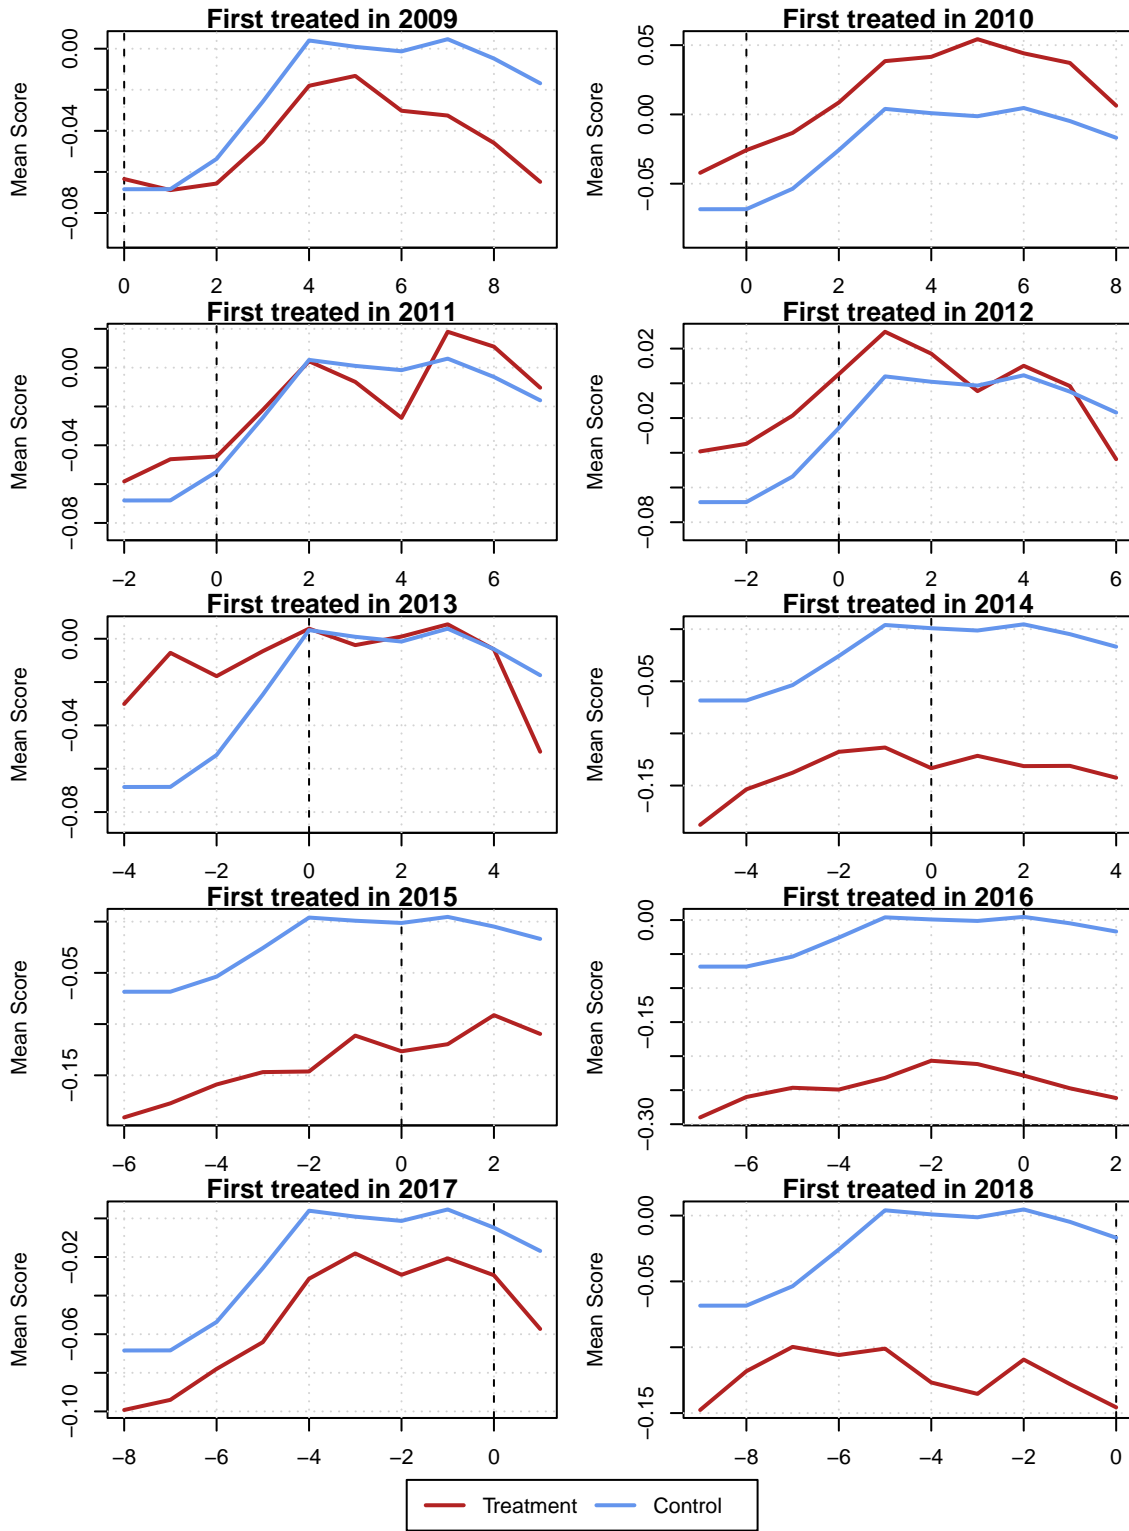 First treated in 2009
Mean Score
0.00
−0.04
−0.08
0 2 4 6 8
First treated in 2010
Mean Score
0.05
0.00
−0.05
0 2 4 6 8
First treated in 2011
Mean Score
0.00
−0.04
−0.08
−2 0 2 4 6
First treated in 2012
Mean Score
0.02
−0.02
−0.08
−2 0 2 4 6
First treated in 2013
Mean Score
0.00
−0.04
−0.08
−4 −2 0 2 4
First treated in 2014
Mean Score
−0.05
−0.15
−4 −2 0 2 4
First treated in 2015
Mean Score
−0.05
−0.15
−6 −4 −2 0 2
First treated in 2016
Mean Score
0.00
−0.15
−0.30
−6 −4 −2 0 2
First treated in 2017
Mean Score
−0.02
−0.06
−0.10
−8 −6 −4 −2 0
First treated in 2018
Mean Score
0.00
−0.05
−0.15
−8 −6 −4 −2 0
Treatment Control